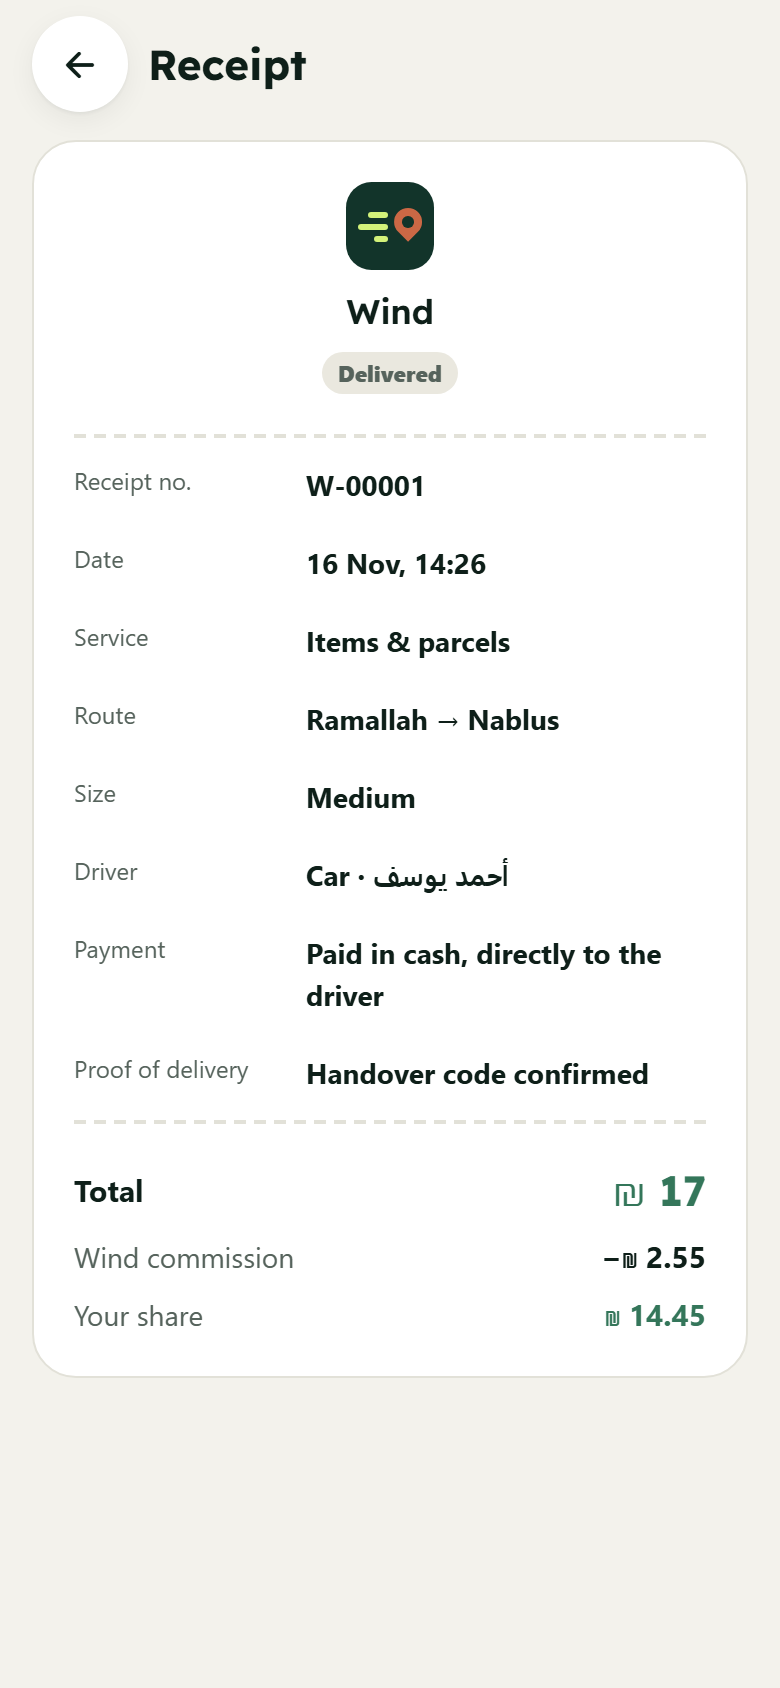 Receipt
Wind
Delivered
Receipt no. W-00001
Date 16 Nov, 14:26
Service Items & parcels
Route Ramallah → Nablus
Size Medium
Driver Car · أحمد يوسف
Payment Paid in cash, directly to the
driver
Proof of delivery Handover code confirmed
Total ₪ 17
Wind commission −₪ 2.55
Your share ₪ 14.45